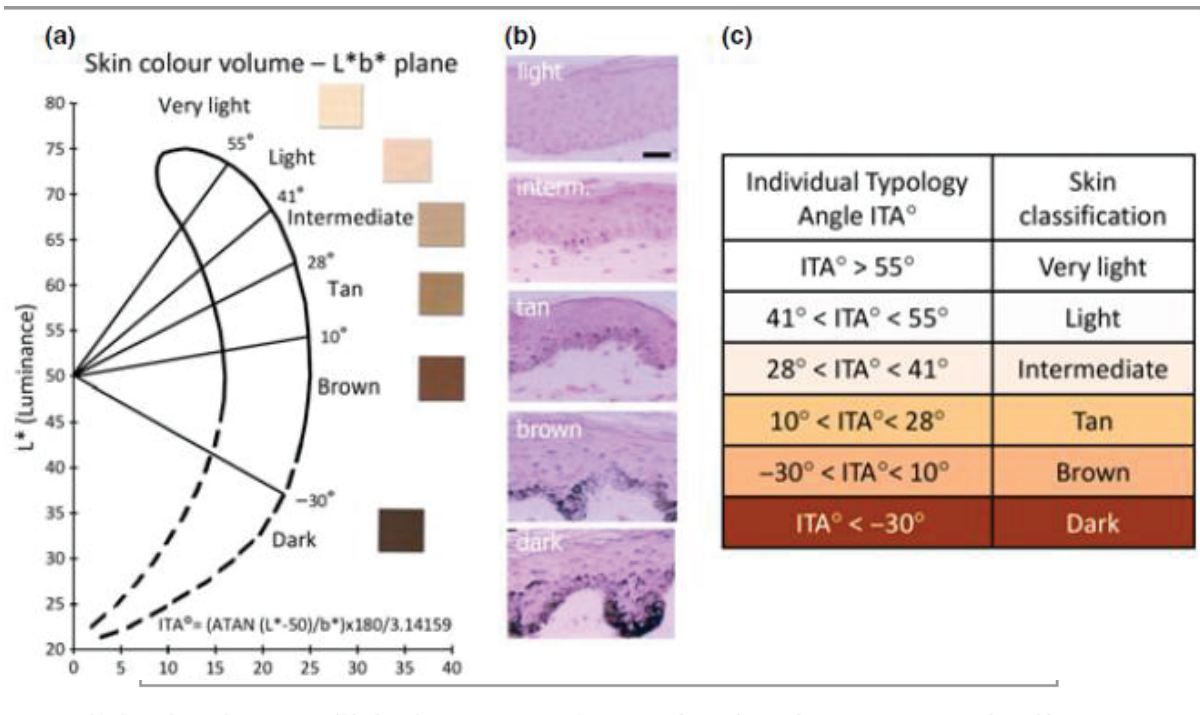 (a)
Skin colour volume – L*b* plane
80
75
70
65
60
55
50
45
40
35
30
25
20
L* (Luminance)
Very light
55°
Light
41°
Intermediate
28°
Tan
10°
Brown
–30°
Dark
ITA°= (ATAN (L*-50)/b*)x180/3.14159
0 5 10 15 20 25 30 35 40
(b)
light
interm.
tan
brown
dark
(c)
Individual Typology Angle ITA° Skin classification
ITA° > 55° Very light
41° < ITA° < 55° Light
28° < ITA° < 41° Intermediate
10° < ITA°< 28° Tan
–30° < ITA°< 10° Brown
ITA° < –30° Dark